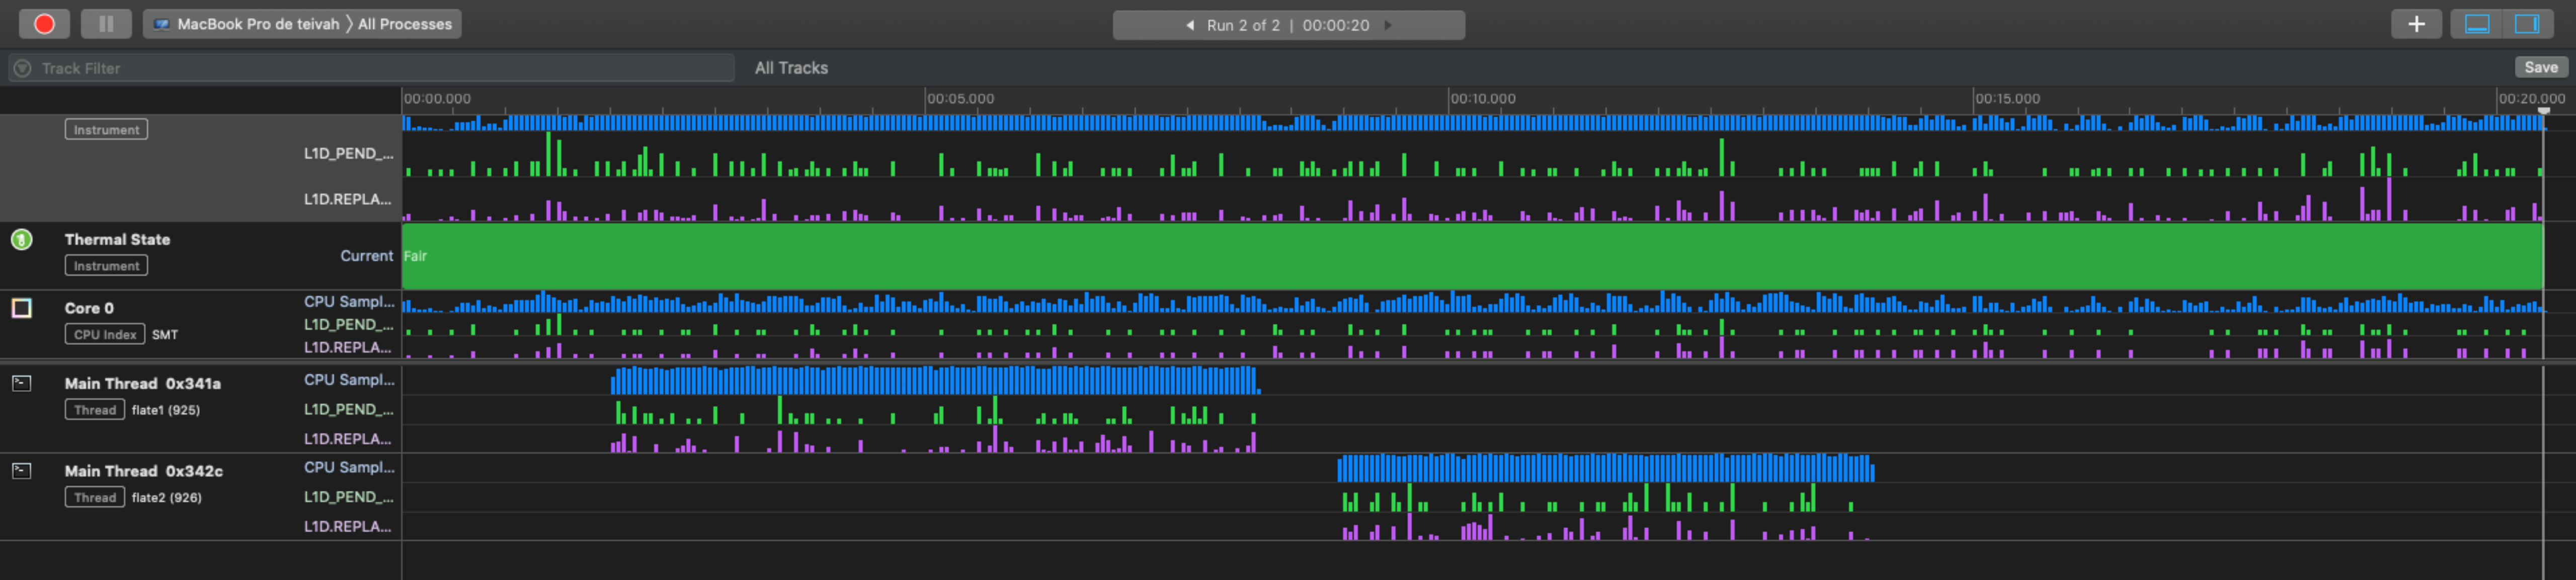 MacBook Pro de teivah 〉 All Processes
Run 2 of 2 | 00:00:20
Track Filter
All Tracks
Save
00:00.000 00:05.000 00:10.000 00:15.000 00:20.000
Instrument
L1D_PEND_...
L1D.REPLA...
Thermal State
Instrument
Current
Fair
Core 0
CPU Index SMT
CPU Sampl...
L1D_PEND_...
L1D.REPLA...
Main Thread 0x341a
Thread flate1 (925)
CPU Sampl...
L1D_PEND_...
L1D.REPLA...
Main Thread 0x342c
Thread flate2 (926)
CPU Sampl...
L1D_PEND_...
L1D.REPLA...